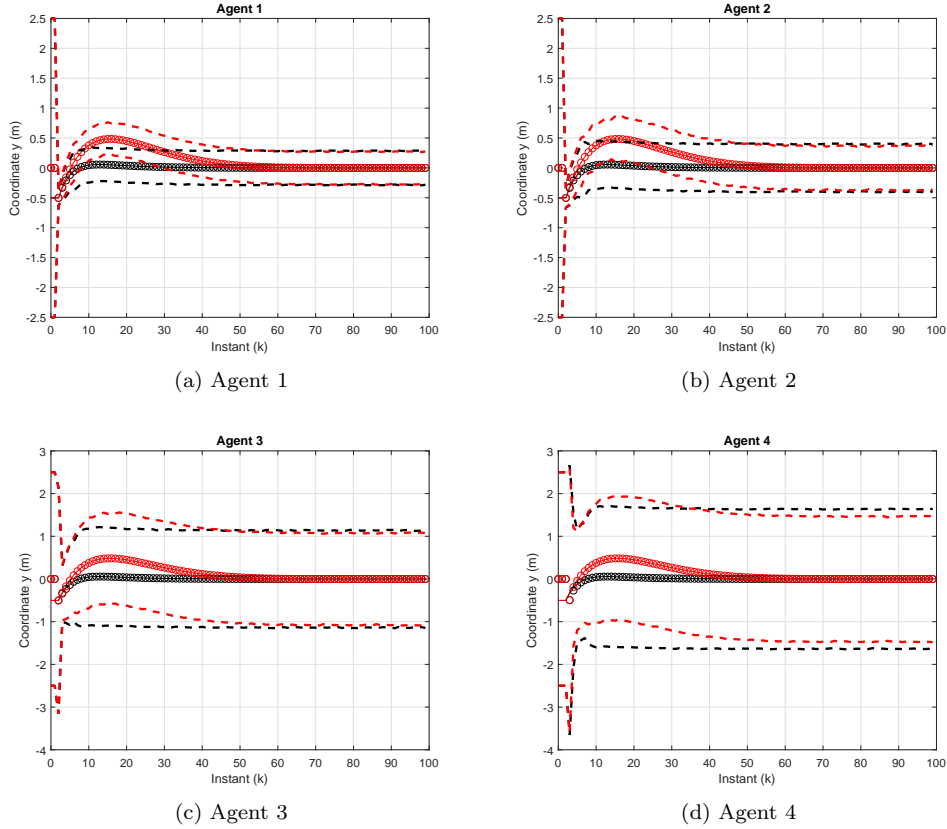 Agent 1
Agent 2
2.5
2
1.5
1
0.5
0
-0.5
-1
-1.5
-2
-2.5
Coordinate y (m)
0 10 20 30 40 50 60 70 80 90 100
Instant (k)
2.5
2
1.5
1
0.5
0
-0.5
-1
-1.5
-2
-2.5
Coordinate y (m)
0 10 20 30 40 50 60 70 80 90 100
Instant (k)
(a) Agent 1
(b) Agent 2
Agent 3
Agent 4
3
2
1
0
-1
-2
-3
-4
Coordinate y (m)
0 10 20 30 40 50 60 70 80 90 100
Instant (k)
3
2
1
0
-1
-2
-3
-4
Coordinate y (m)
0 10 20 30 40 50 60 70 80 90 100
Instant (k)
(c) Agent 3
(d) Agent 4